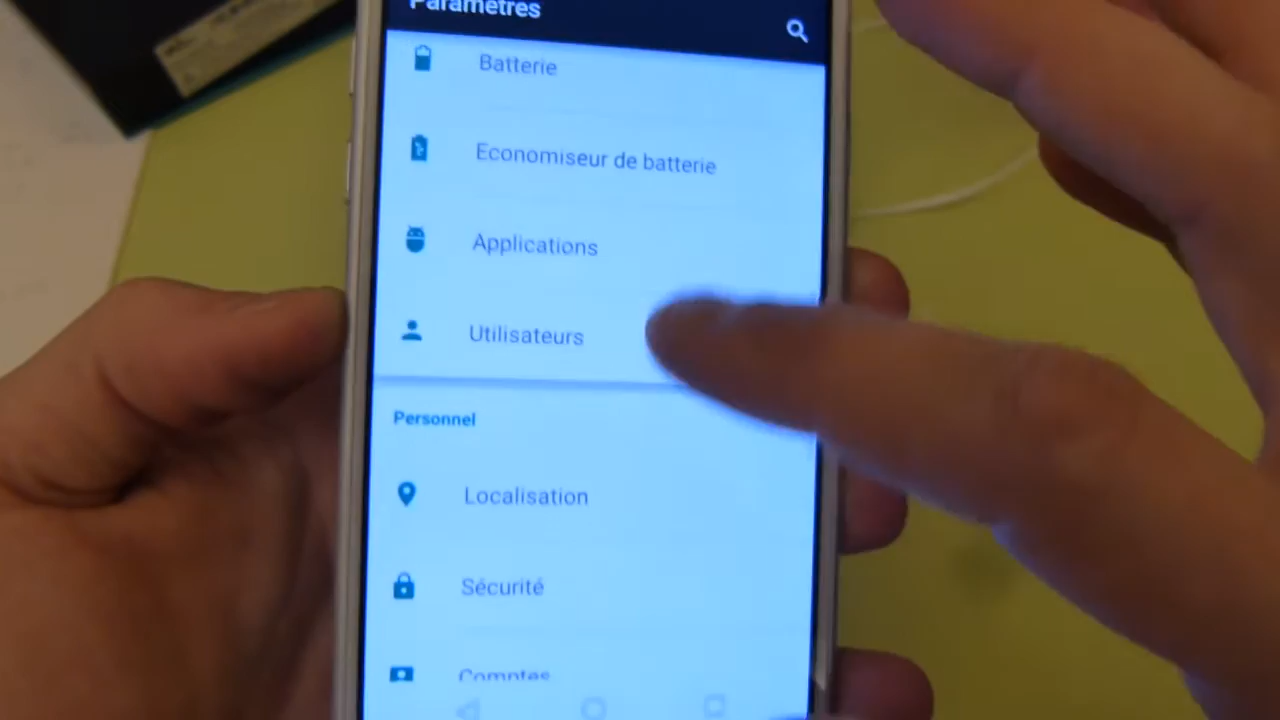 Paramètres
Batterie
Economiseur de batterie
Applications
Utilisateurs
Personnel
Localisation
Sécurité
Comptes